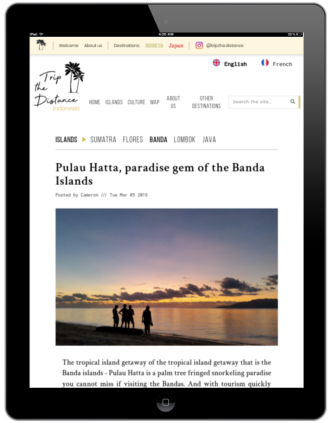 iPad
4:20 AM
Welcome
About us
Destinations:
INDONESIA
Japan
@tripthedistance
Trip
the
Distance
INDONESIA
English
French
HOME
ISLANDS
CULTURE
MAP
ABOUT
US
OTHER
DESTINATIONS
Search the site..
ISLANDS
SUMATRA
FLORES
BANDA
LOMBOK
JAVA
Pulau Hatta, paradise gem of the Banda
Islands
Posted by Cameron /// Tue Mar 05 2019
The tropical island getaway of the tropical island getaway that is the
Banda islands - Pulau Hatta is a palm tree fringed snorkeling paradise
you cannot miss if visiting the Bandas. And with tourism quickly